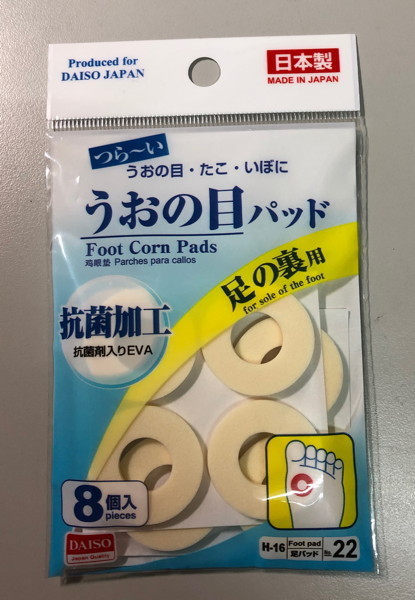 Produced for
DAISO JAPAN
日本製
MADE IN JAPAN
つら～い
うおの目・たこ・いぼに
うおの目パッド
Foot Corn Pads
鸡眼垫 Parches para callos
足の裏用
for sole of the foot
抗菌加工
抗菌剤入りEVA
8個入
pieces
DAISO
Japan Quality
H-16
Foot pad
足パッド
No. 22